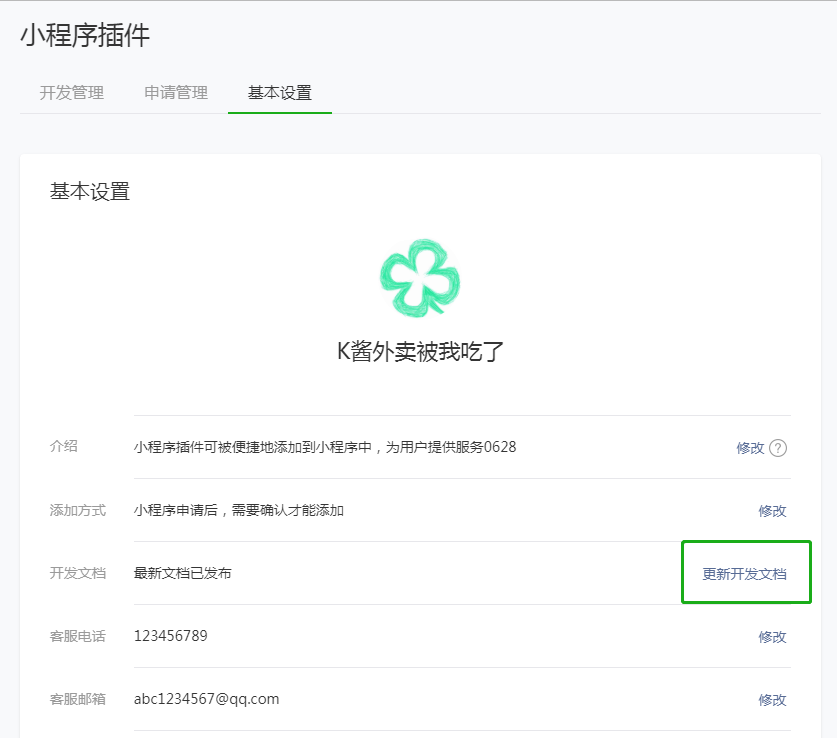 小程序插件
开发管理 申请管理 基本设置
基本设置
K酱外卖被我吃了
介绍 小程序插件可被便捷地添加到小程序中，为用户提供服务0628 修改 ?
添加方式 小程序申请后，需要确认才能添加 修改
开发文档 最新文档已发布 更新开发文档
客服电话 123456789 修改
客服邮箱 abc1234567@qq.com 修改